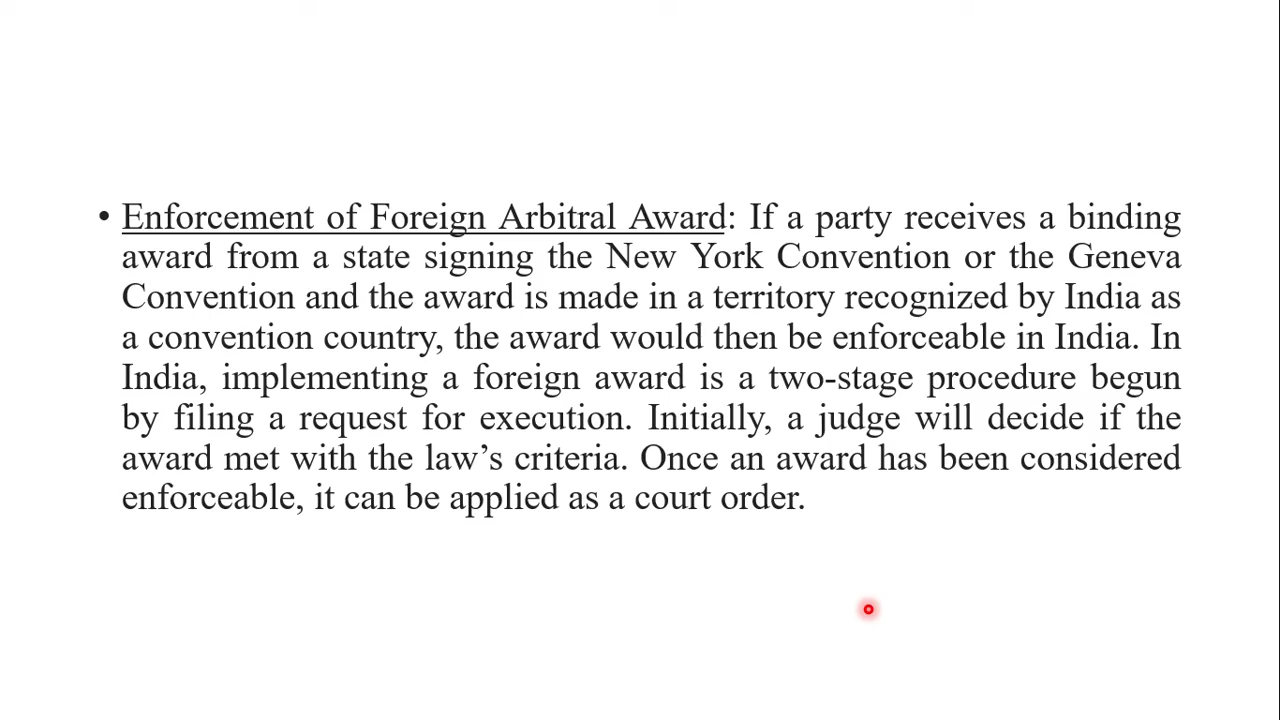 • Enforcement of Foreign Arbitral Award: If a party receives a binding
award from a state signing the New York Convention or the Geneva
Convention and the award is made in a territory recognized by India as
a convention country, the award would then be enforceable in India. In
India, implementing a foreign award is a two-stage procedure begun
by filing a request for execution. Initially, a judge will decide if the
award met with the law’s criteria. Once an award has been considered
enforceable, it can be applied as a court order.